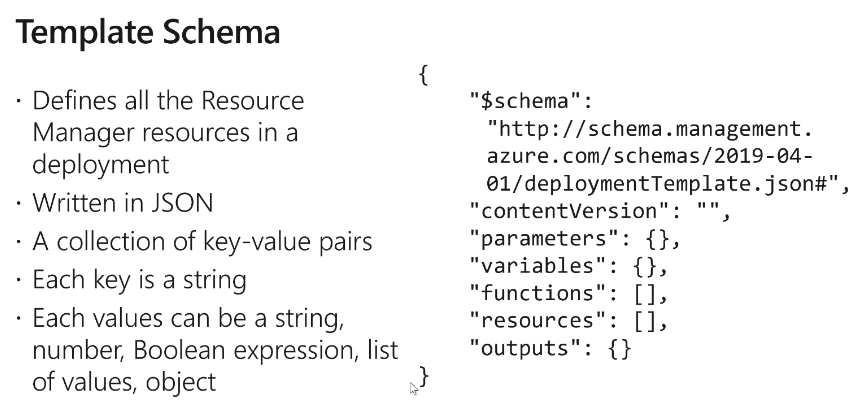 Template Schema
· Defines all the Resource
Manager resources in a
deployment
· Written in JSON
· A collection of key-value pairs
· Each key is a string
· Each values can be a string,
number, Boolean expression, list
of values, object
{
"$schema":
"http://schema.management.
azure.com/schemas/2019-04-
01/deploymentTemplate.json#",
"contentVersion": "",
"parameters": {},
"variables": {},
"functions": [],
"resources": [],
"outputs": {}
}